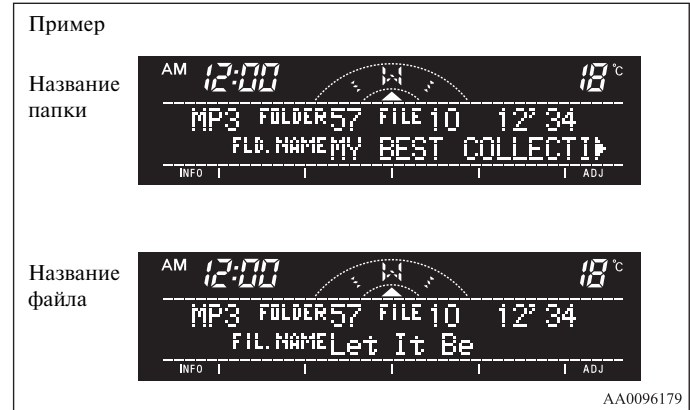 Пример
Название
папки
AM 12:00 W 18 °C
MP3 FOLDER 57 FILE 10 12' 34
FLD. NAME MY BEST COLLECTI
INFO ADJ
Название
файла
AM 12:00 W 18 °C
MP3 FOLDER 57 FILE 10 12' 34
FIL. NAME Let It Be
INFO ADJ
AA0096179